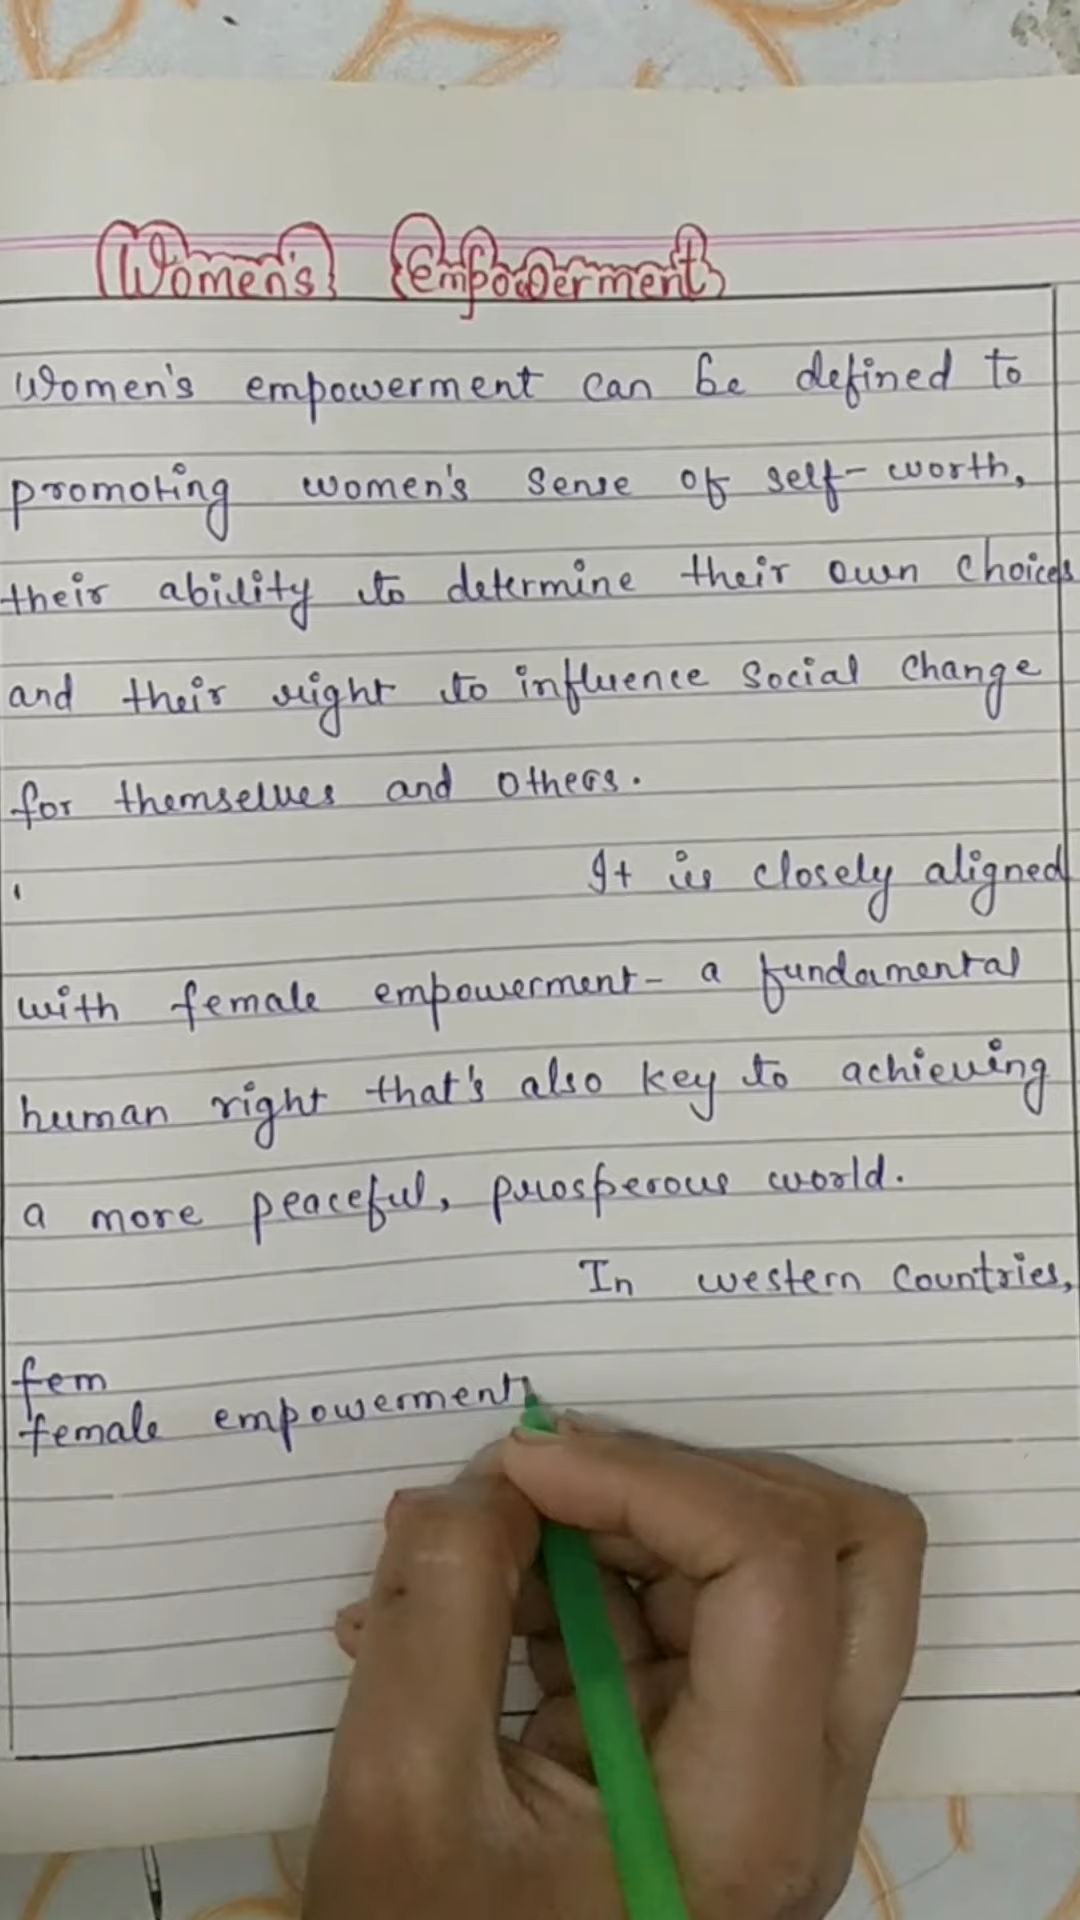 Women's Empowerment
Women's empowerment can be defined to
promoting women's sense of self-worth,
their ability to determine their own choices
and their right to influence social change
for themselves and others.
It is closely aligned
with female empowerment - a fundamental
human right that's also key to achieving
a more peaceful, prosperous world.
In western countries,
fem
female empowerment